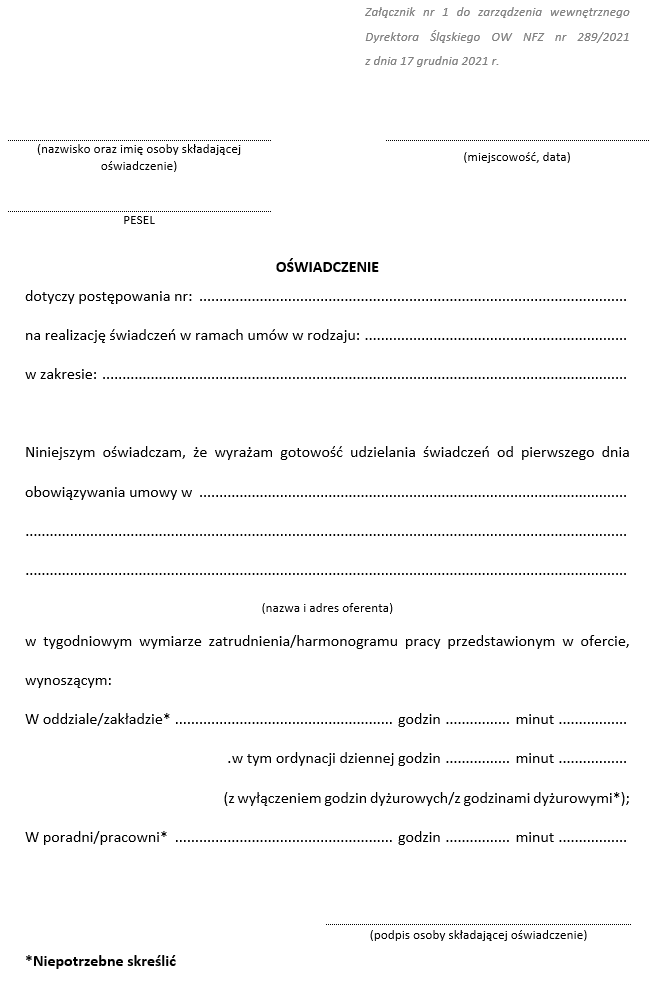 Załącznik nr 1 do zarządzenia wewnętrznego
Dyrektora Śląskiego OW NFZ nr 289/2021
z dnia 17 grudnia 2021 r.
(nazwisko oraz imię osoby składającej
oświadczenie)
(miejscowość, data)
PESEL
OŚWIADCZENIE
dotyczy postępowania nr: ..........................................................................................................
na realizację świadczeń w ramach umów w rodzaju: .................................................................
w zakresie: ..................................................................................................................................
Niniejszym oświadczam, że wyrażam gotowość udzielania świadczeń od pierwszego dnia
obowiązywania umowy w ..........................................................................................................
.....................................................................................................................................................
.....................................................................................................................................................
(nazwa i adres oferenta)
w tygodniowym wymiarze zatrudnienia/harmonogramu pracy przedstawionym w ofercie,
wynoszącym:
W oddziale/zakładzie* ...................................................... godzin ................ minut .................
.w tym ordynacji dziennej godzin ................ minut .................
(z wyłączeniem godzin dyżurowych/z godzinami dyżurowymi*);
W poradni/pracowni* ...................................................... godzin ................ minut .................
(podpis osoby składającej oświadczenie)
*Niepotrzebne skreślić